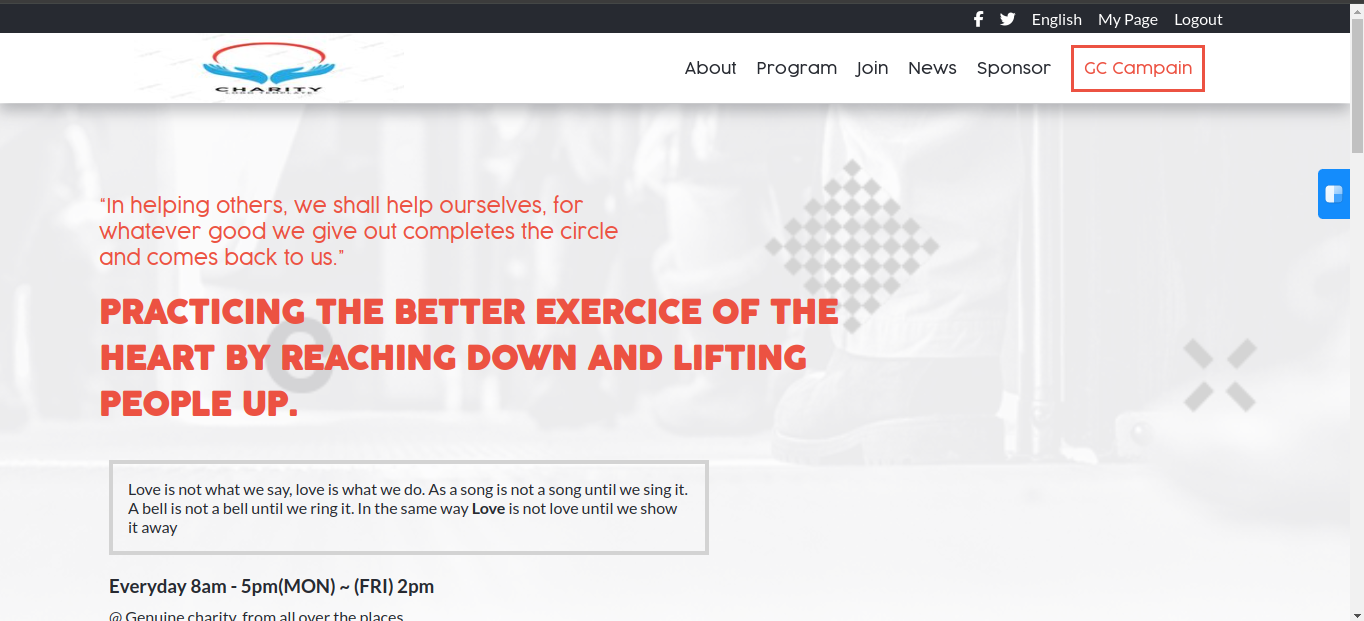 English My Page Logout
CHARITY
About Program Join News Sponsor GC Campain
“In helping others, we shall help ourselves, for
whatever good we give out completes the circle
and comes back to us.”
PRACTICING THE BETTER EXERCICE OF THE
HEART BY REACHING DOWN AND LIFTING
PEOPLE UP.
Love is not what we say, love is what we do. As a song is not a song until we sing it.
A bell is not a bell until we ring it. In the same way Love is not love until we show
it away
Everyday 8am - 5pm(MON) ~ (FRI) 2pm
@ Genuine charity, from all over the places